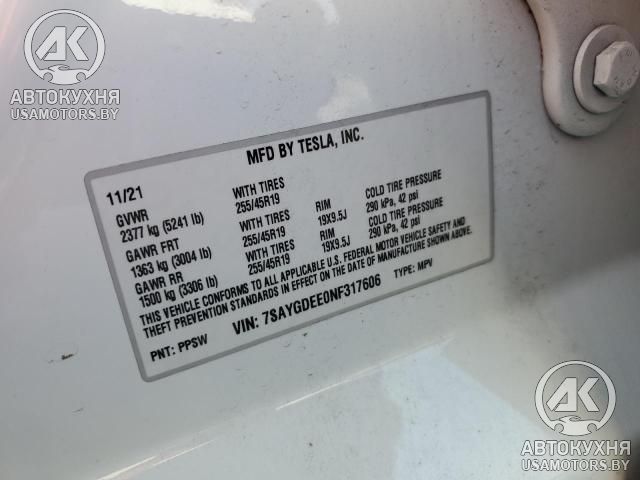 AK
АВТОКУХНЯ
USAMOTORS.BY
MFD BY TESLA, INC.
11/21
GVWR WITH TIRES
2377 kg (5241 lb) 255/45R19 RIM COLD TIRE PRESSURE
GAWR FRT WITH TIRES 19X9.5J 290 kPa, 42 psi
1363 kg (3004 lb) 255/45R19 RIM COLD TIRE PRESSURE
GAWR RR WITH TIRES 19X9.5J 290 kPa, 42 psi
1500 kg (3306 lb) 255/45R19
THIS VEHICLE CONFORMS TO ALL APPLICABLE U.S. FEDERAL MOTOR VEHICLE SAFETY AND
THEFT PREVENTION STANDARDS IN EFFECT ON THE DATE OF MANUFACTURE SHOWN ABOVE.
PNT: PPSW VIN: 7SAYGDEE0NF317606 TYPE: MPV
AK
АВТОКУХНЯ
USAMOTORS.BY